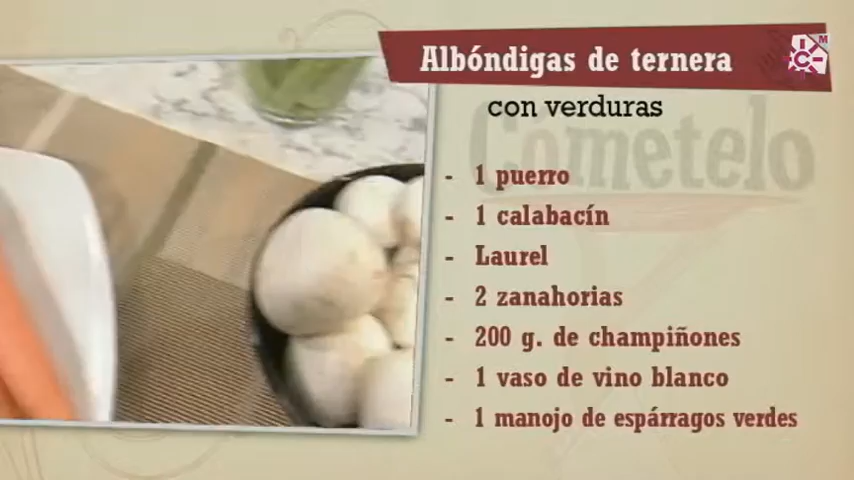 Albóndigas de ternera
con verduras
Cómetelo
- 1 puerro
- 1 calabacín
- Laurel
- 2 zanahorias
- 200 g. de champiñones
- 1 vaso de vino blanco
- 1 manojo de espárragos verdes